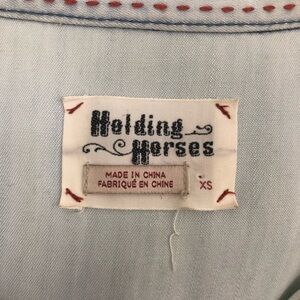 Holding
Horses
MADE IN CHINA
FABRIQUÉ EN CHINE
XS